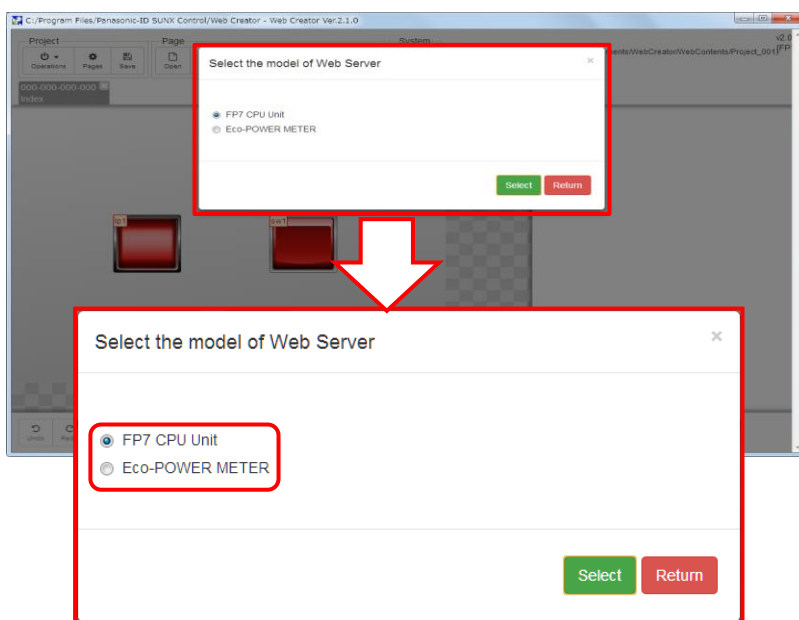 C:/Program Files/Panasonic-ID SUNX Control/Web Creator - Web Creator Ver.2.1.0
Project Page System
v2.0
Operations Pages Save Open
ments/WebCreator/WebContents/Project_001
FP
000-000-000-000
Index
Select the model of Web Server ×
FP7 CPU Unit
Eco-POWER METER
Select Return
sw1
Undo
Select the model of Web Server ×
FP7 CPU Unit
Eco-POWER METER
Select Return